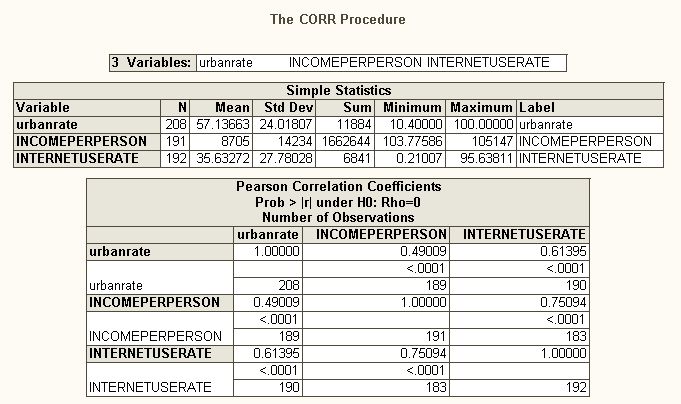 The CORR Procedure
3 Variables: urbanrate INCOMEPERPERSON INTERNETUSERATE
Simple Statistics
Variable N Mean Std Dev Sum Minimum Maximum Label
urbanrate 208 57.13663 24.01807 11884 10.40000 100.00000 urbanrate
INCOMEPERPERSON 191 8705 14234 1662644 103.77586 105147 INCOMEPERPERSON
INTERNETUSERATE 192 35.63272 27.78028 6841 0.21007 95.63811 INTERNETUSERATE
Pearson Correlation Coefficients
Prob > |r| under H0: Rho=0
Number of Observations
urbanrate INCOMEPERPERSON INTERNETUSERATE
urbanrate 1.00000 0.49009 0.61395
<.0001 <.0001
urbanrate 208 189 190
INCOMEPERPERSON 0.49009 1.00000 0.75094
<.0001 <.0001
INCOMEPERPERSON 189 191 183
INTERNETUSERATE 0.61395 0.75094 1.00000
<.0001 <.0001
INTERNETUSERATE 190 183 192